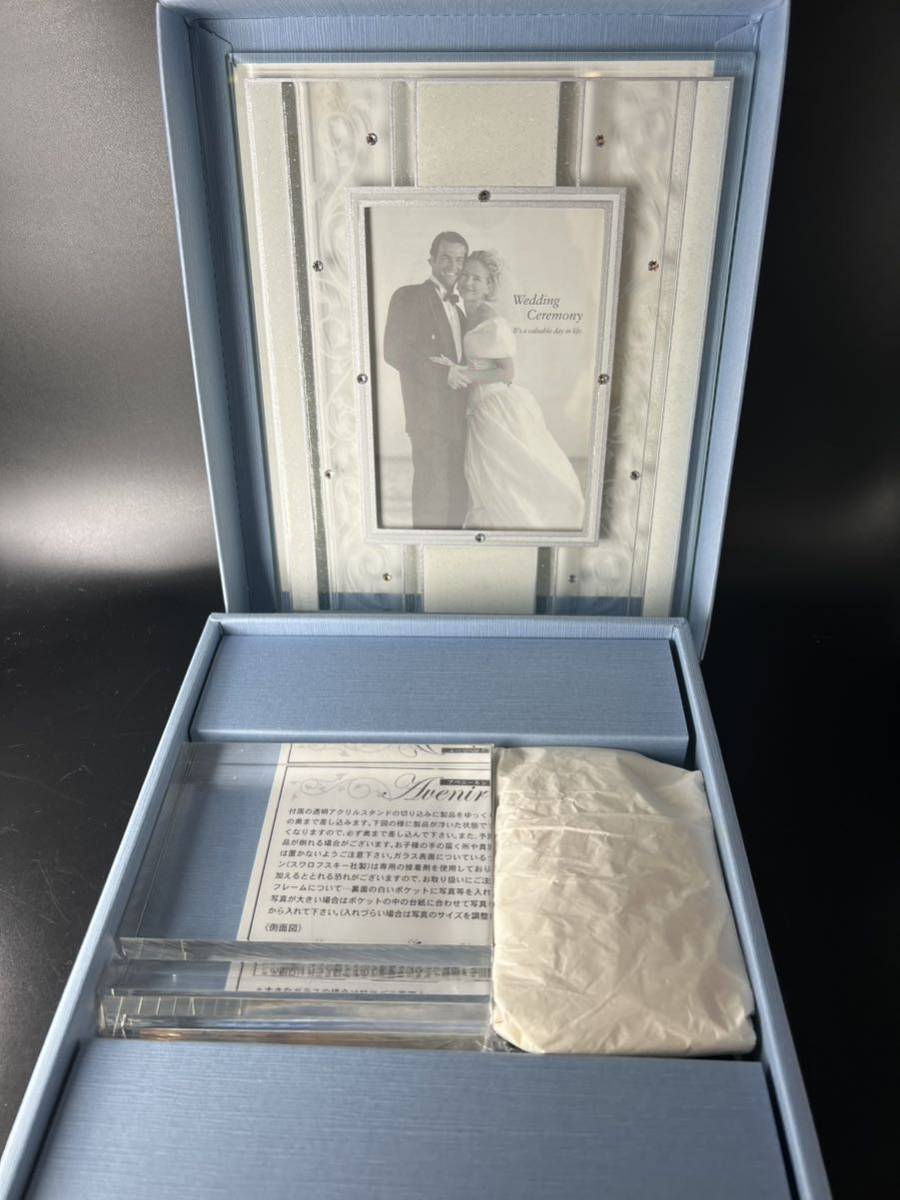 Wedding
Ceremony
It's a valuable day in life.
Avenir
付属の透明アクリルスタンドの切り込みに製品をゆっく
の奥まで差し込みます。下図の様に製品が浮いた状態で
くなりますので、必ず奥まで差し込んで下さい。また、予
品が倒れる場合がございます。お子様の手の届く所や貴
は置かないようご注意下さい。ガラス表面についている
ン(スワロフスキー社製)は専用の接着剤を使用しており
加えるととれる恐れがございますので、お取り扱いにご注
フレームについて…裏面の白いポケットに写真等を入れ
写真が大きい場合はポケットの中の台紙に合わせて写真
から入れて下さい。(入れづらい場合は写真のサイズを調整
〈側面図〉